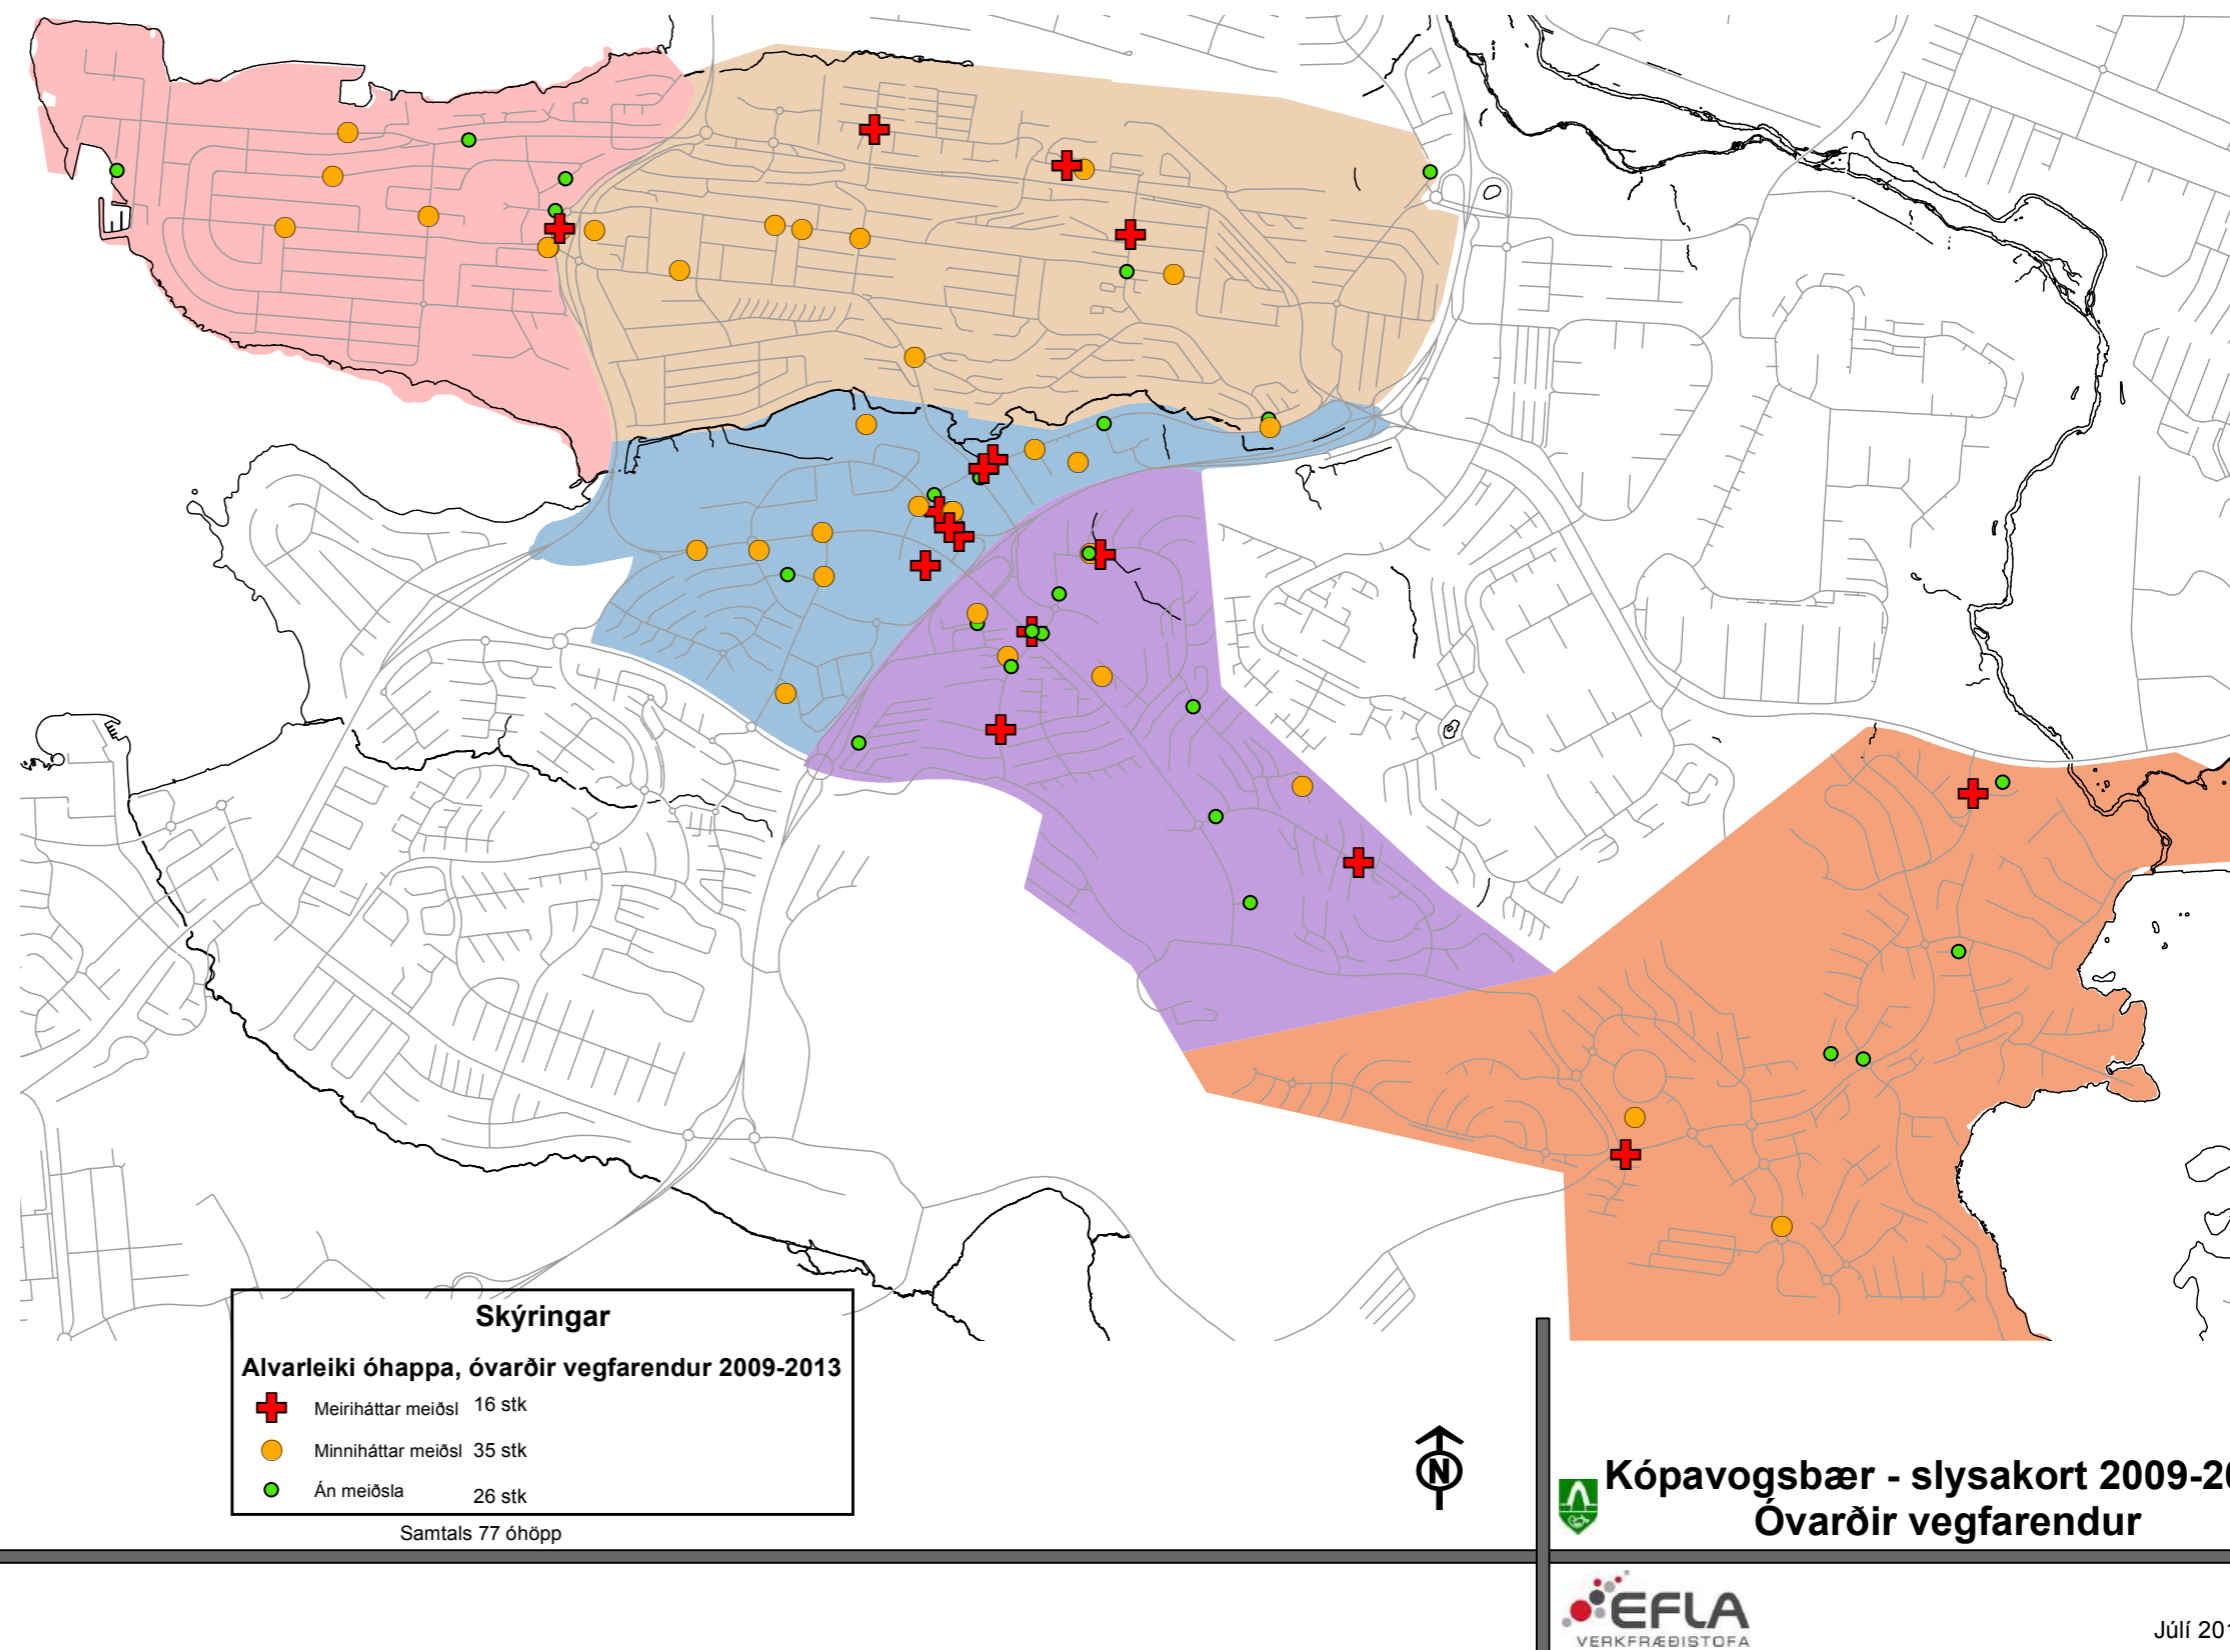 Skýringar
Alvarleiki óhappa, óvarðir vegfarendur 2009-2013
Meiriháttar meiðsl 16 stk
Minniháttar meiðsl 35 stk
Án meiðsla 26 stk
Samtals 77 óhöpp
N
Kópavogsbær - slysakort 2009-20
Óvarðir vegfarendur
EFLA
VERKFRÆÐISTOFA
Júlí 201